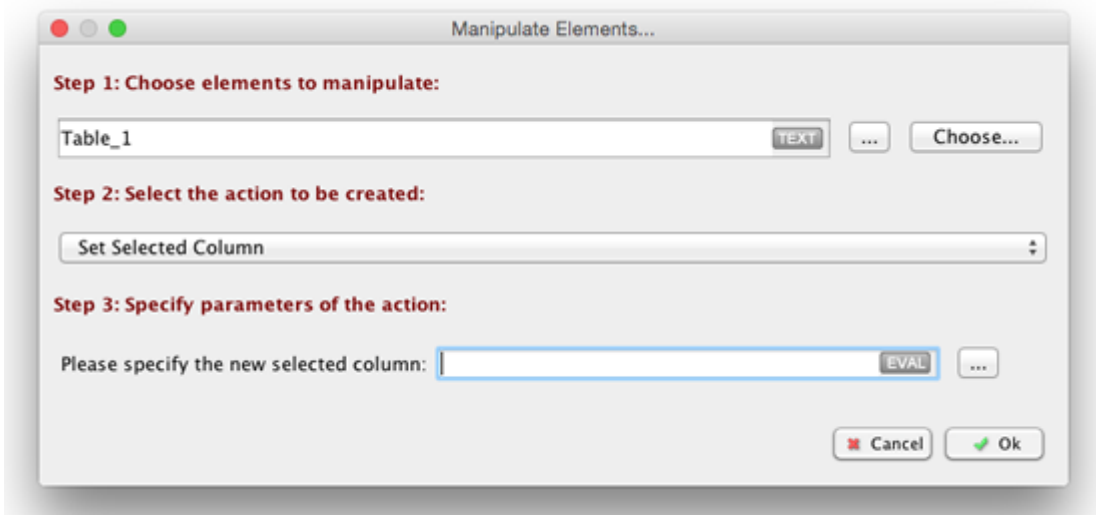 Manipulate Elements...
Step 1: Choose elements to manipulate:
Table_1 TEXT ... Choose...
Step 2: Select the action to be created:
Set Selected Column
Step 3: Specify parameters of the action:
Please specify the new selected column: EVAL ...
Cancel Ok